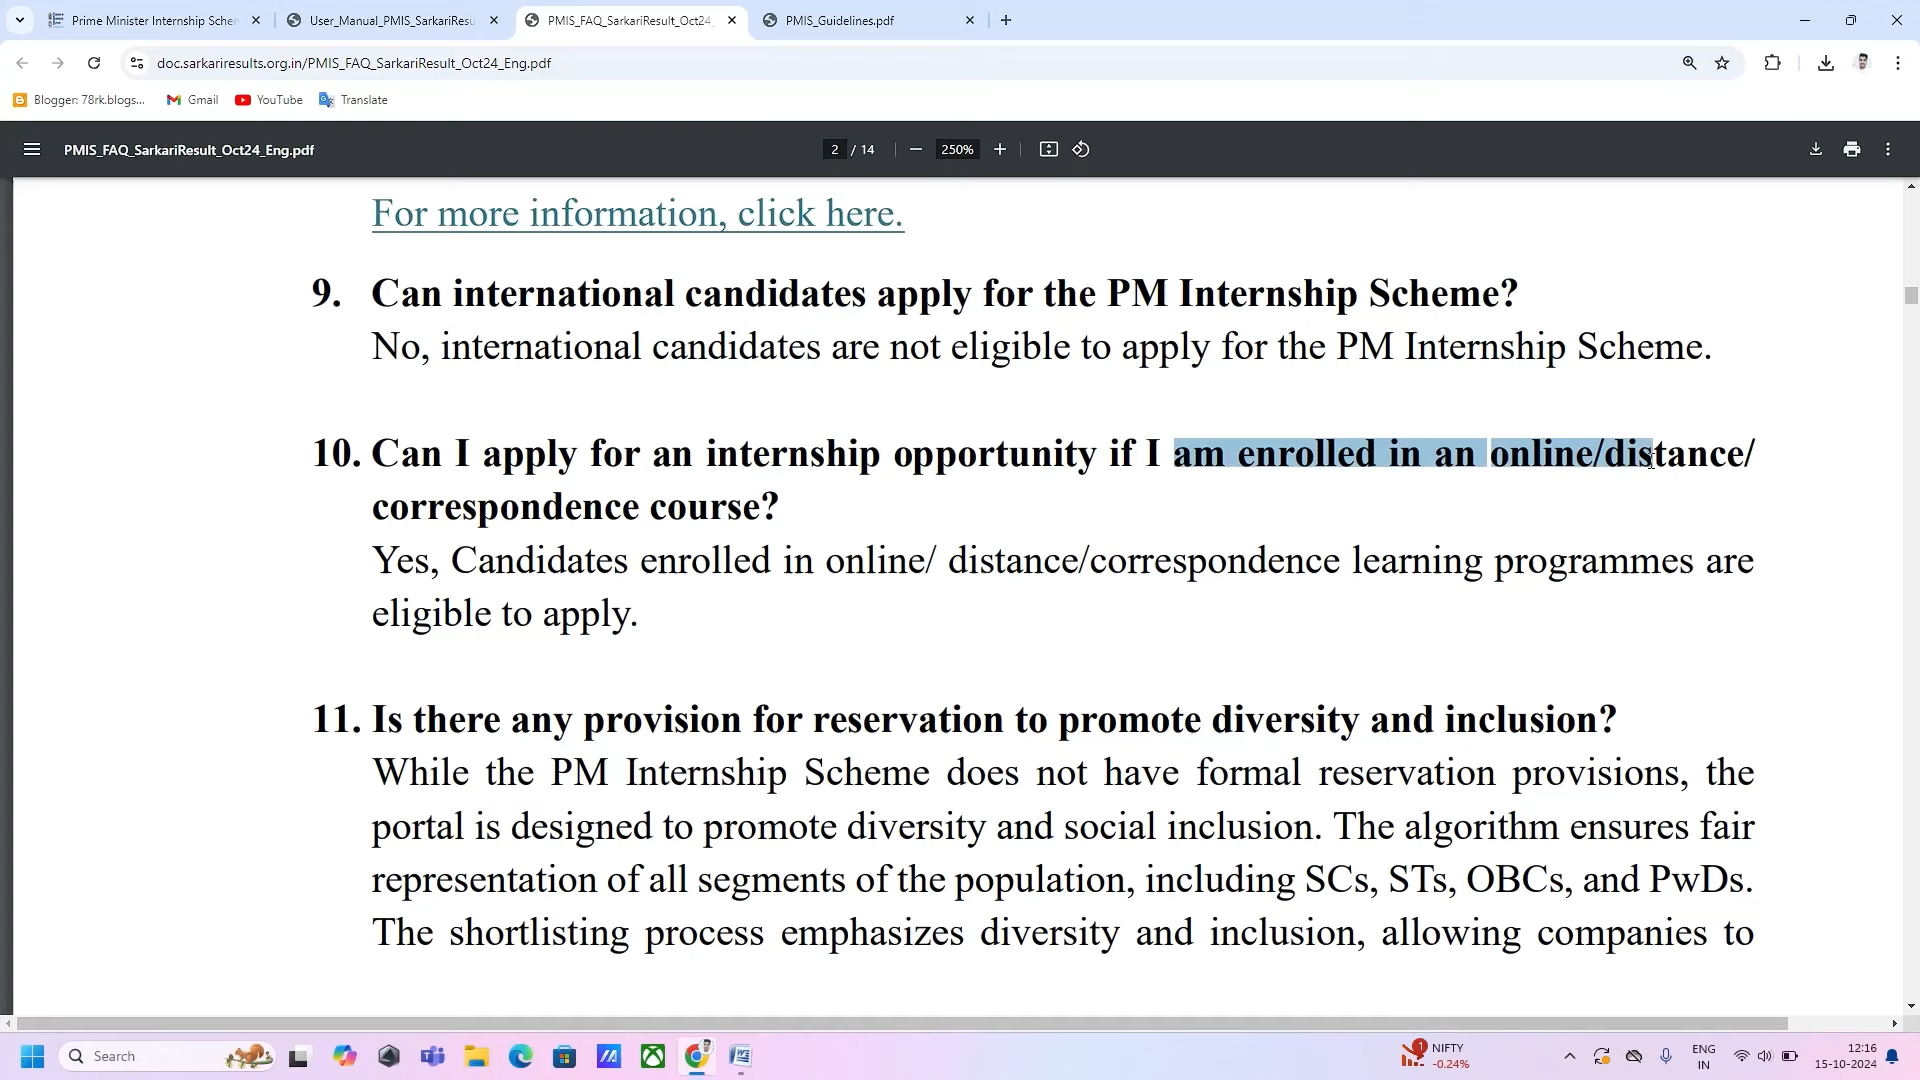 Prime Minister Internship Schem
User_Manual_PMIS_SarkariResu
PMIS_FAQ_SarkariResult_Oct24
PMIS_Guidelines.pdf
doc.sarkariresults.org.in/PMIS_FAQ_SarkariResult_Oct24_Eng.pdf
Blogger: 78rk.blogs...
Gmail
YouTube
Translate
PMIS_FAQ_SarkariResult_Oct24_Eng.pdf
2 / 14
250%
For more information, click here.
9. Can international candidates apply for the PM Internship Scheme?
No, international candidates are not eligible to apply for the PM Internship Scheme.
10. Can I apply for an internship opportunity if I am enrolled in an online/distance/
correspondence course?
Yes, Candidates enrolled in online/ distance/correspondence learning programmes are
eligible to apply.
11. Is there any provision for reservation to promote diversity and inclusion?
While the PM Internship Scheme does not have formal reservation provisions, the
portal is designed to promote diversity and social inclusion. The algorithm ensures fair
representation of all segments of the population, including SCs, STs, OBCs, and PwDs.
The shortlisting process emphasizes diversity and inclusion, allowing companies to
Search
1
NIFTY
-0.24%
ENG
IN
12:16
15-10-2024